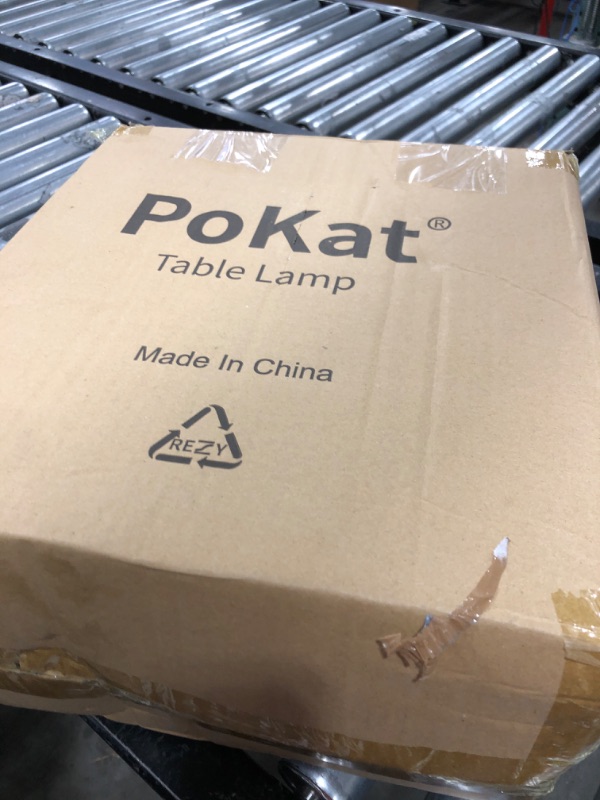 PoKat®
Table Lamp
Made In China
REZY